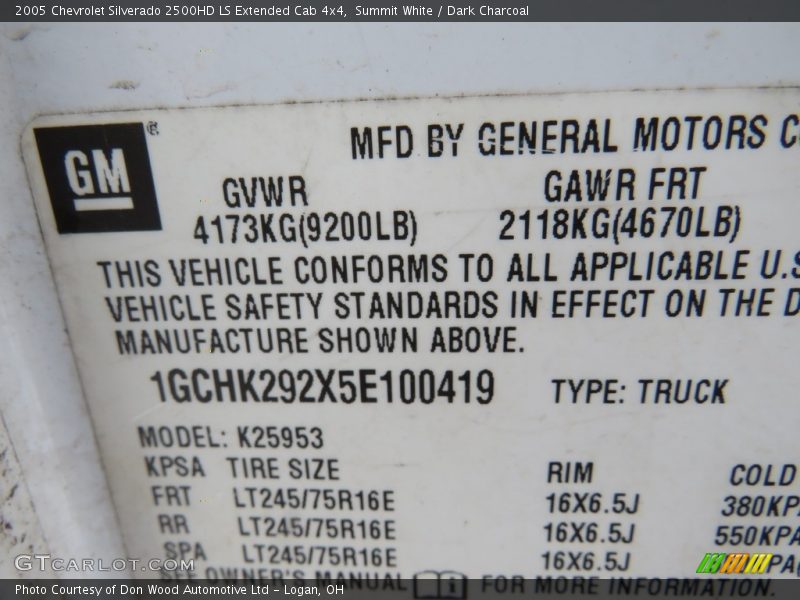 2005 Chevrolet Silverado 2500HD LS Extended Cab 4x4, Summit White / Dark Charcoal
GM ®
MFD BY GENERAL MOTORS C
GVWR GAWR FRT
4173KG(9200LB) 2118KG(4670LB)
THIS VEHICLE CONFORMS TO ALL APPLICABLE U.S
VEHICLE SAFETY STANDARDS IN EFFECT ON THE D
MANUFACTURE SHOWN ABOVE.
1GCHK292X5E100419 TYPE: TRUCK
MODEL: K25953
KPSA TIRE SIZE RIM COLD
FRT LT245/75R16E 16X6.5J 380KPA
RR LT245/75R16E 16X6.5J 550KPA
SPA LT245/75R16E 16X6.5J PA
SEE OWNER'S MANUAL FOR MORE INFORMATION.
GTCARLOT.COM
Photo Courtesy of Don Wood Automotive Ltd - Logan, OH